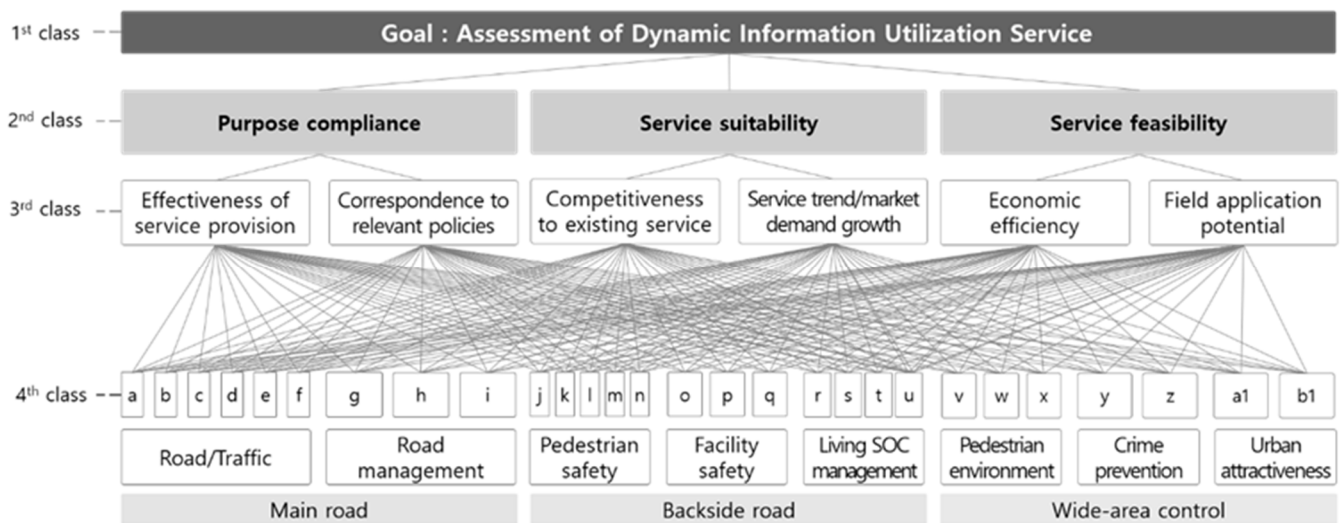 1st class
Goal : Assessment of Dynamic Information Utilization Service
2nd class
Purpose compliance
Service suitability
Service feasibility
3rd class
Effectiveness of
service provision
Correspondence to
relevant policies
Competitiveness
to existing service
Service trend/market
demand growth
Economic
efficiency
Field application
potential
4th class
a b c d e f g h i j k l m n o p q r s t u v w x y z a1 b1
Road/Traffic
Road
management
Pedestrian
safety
Facility
safety
Living SOC
management
Pedestrian
environment
Crime
prevention
Urban
attractiveness
Main road
Backside road
Wide-area control